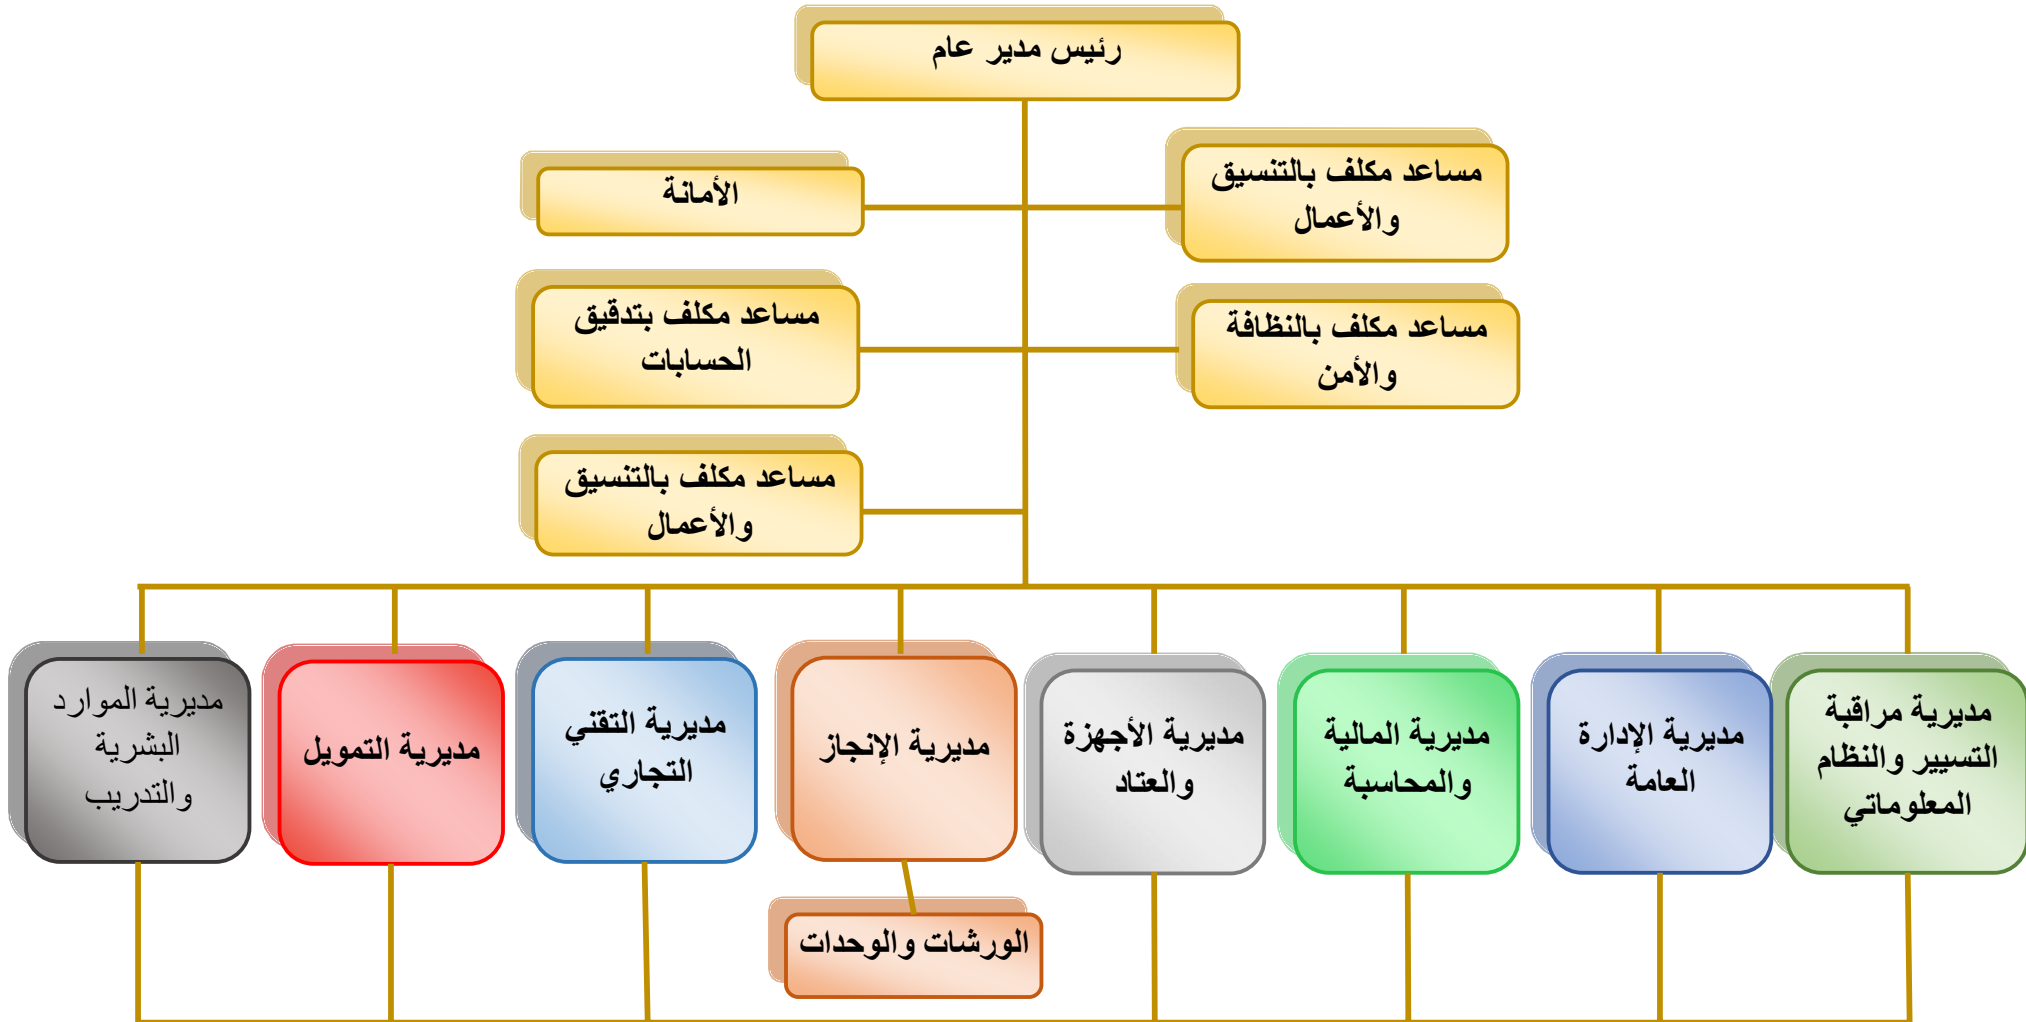 رئيس مدير عام
مساعد مكلف بالتنسيق
والأعمال
الأمانة
مساعد مكلف بالنظافة
والأمن
مساعد مكلف بتدقيق
الحسابات
مساعد مكلف بالتنسيق
والأعمال
مديرية مراقبة
التسيير والنظام
المعلوماتي
مديرية الإدارة
العامة
مديرية المالية
والمحاسبة
مديرية الأجهزة
والعتاد
مديرية الإنجاز
مديرية التقني
التجاري
مديرية التمويل
مديرية الموارد
البشرية
والتدريب
الورشات والوحدات